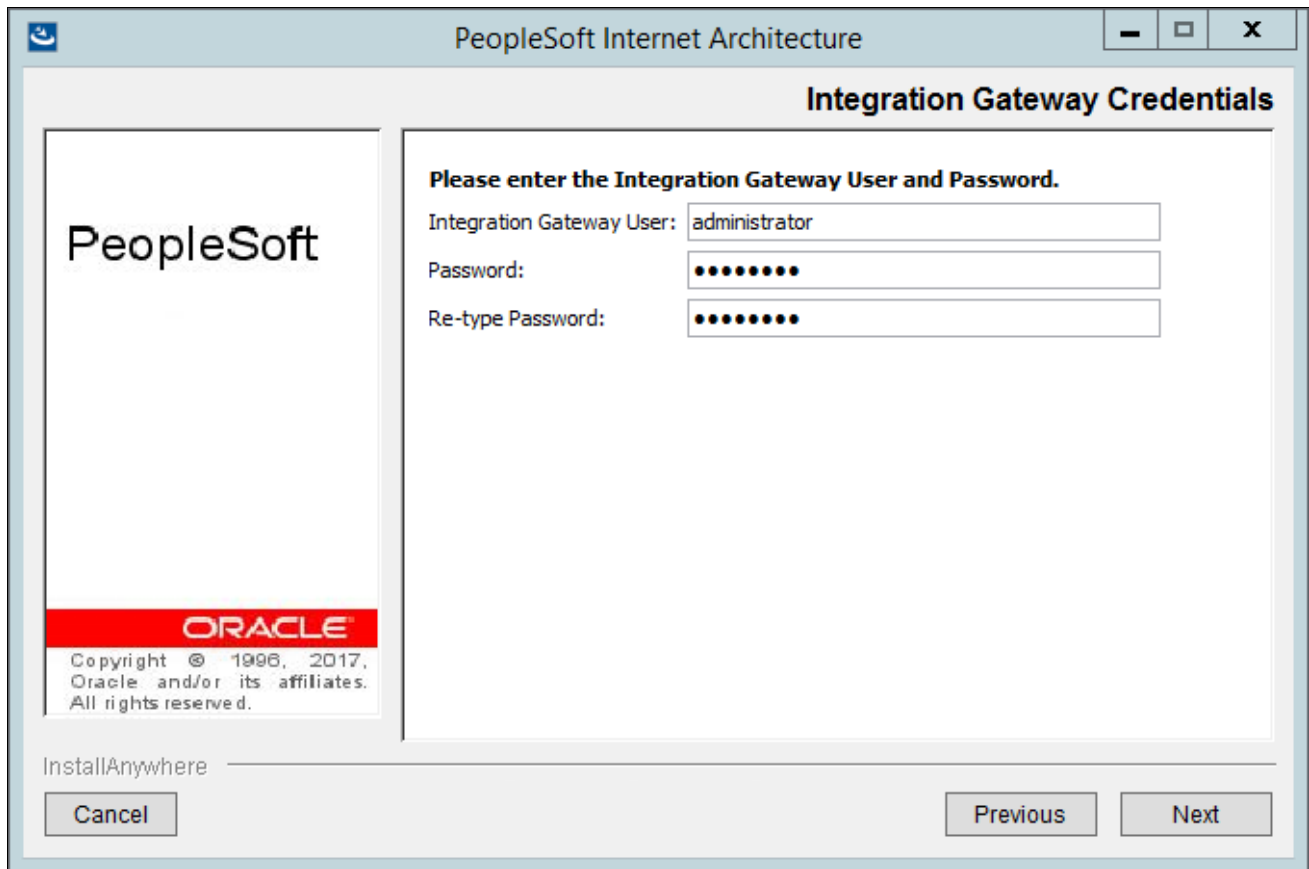 PeopleSoft Internet Architecture
Integration Gateway Credentials
PeopleSoft
Please enter the Integration Gateway User and Password.
Integration Gateway User: administrator
Password: ••••••••
Re-type Password: ••••••••
ORACLE
Copyright © 1996, 2017,
Oracle and/or its affiliates.
All rights reserved.
InstallAnywhere
Cancel Previous Next